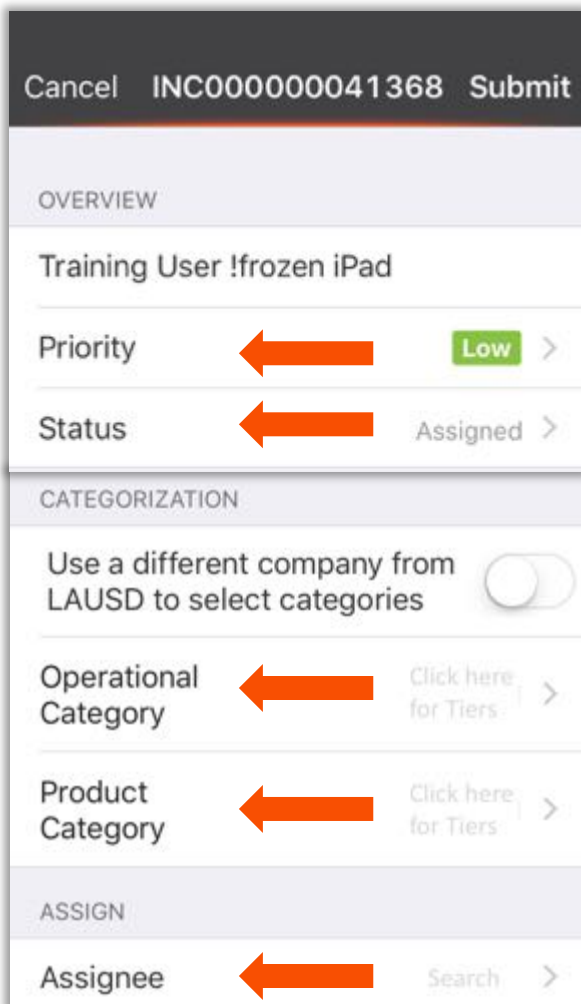 Cancel INC000000041368 Submit
OVERVIEW
Training User !frozen iPad
Priority Low
Status Assigned
CATEGORIZATION
Use a different company from
LAUSD to select categories
Operational Click here
Category for Tiers
Product Click here
Category for Tiers
ASSIGN
Assignee Search